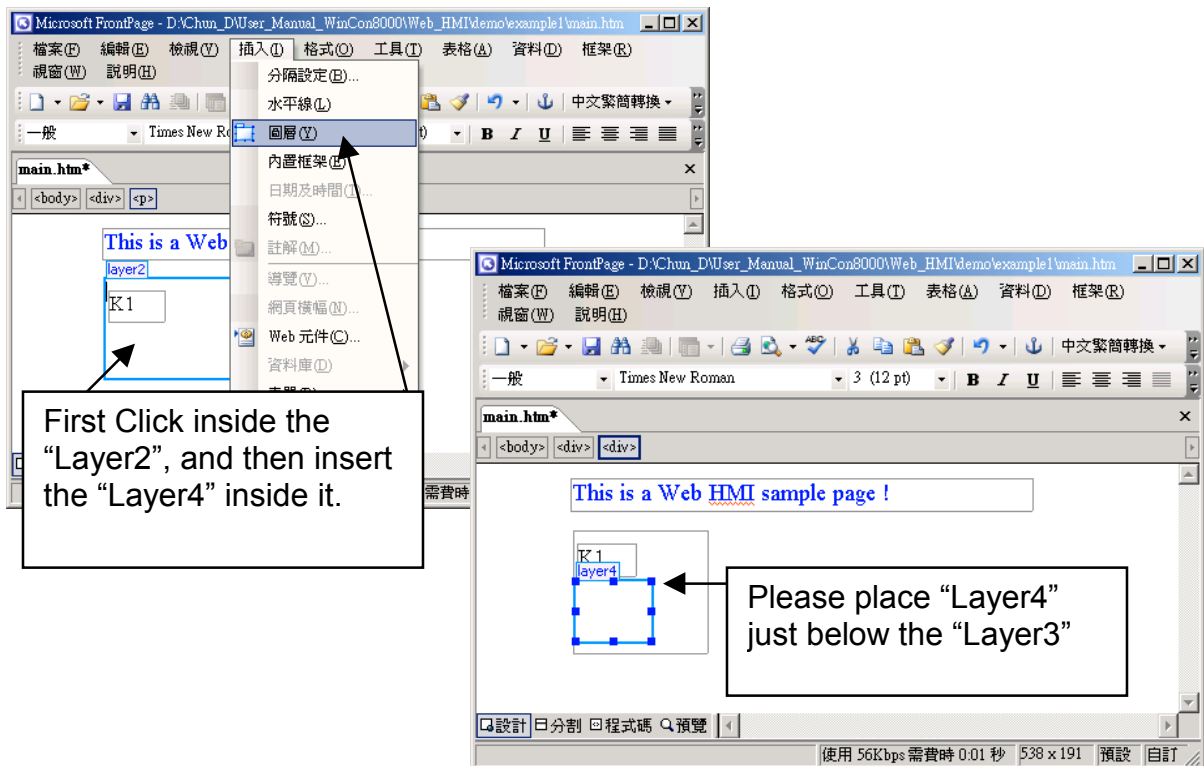 Microsoft FrontPage - D:\Chun_D\User_Manual_WinCon8000\Web_HMI\demo\example1\main.htm
檔案(F) 編輯(E) 檢視(V) 插入(I) 格式(O) 工具(T) 表格(A) 資料(D) 框架(R)
視窗(W) 說明(H)
分隔設定(B)...
水平線(L)
中文繁簡轉換
一般 Times New
圖層(Y)
B I U
main.htm*
內置框架(E)
<body> <div> <p>
日期及時間(T)...
符號(S)...
This is a Web
註解(M)...
layer2
導覽(V)...
K1
網頁橫幅(N)...
Web 元件(C)...
資料庫(D)
First Click inside the
“Layer2”, and then insert
the “Layer4” inside it.
需費時
Microsoft FrontPage - D:\Chun_D\User_Manual_WinCon8000\Web_HMI\demo\example1\main.htm
檔案(F) 編輯(E) 檢視(V) 插入(I) 格式(O) 工具(T) 表格(A) 資料(D) 框架(R)
視窗(W) 說明(H)
ABC 中文繁簡轉換
一般 Times New Roman 3 (12 pt) B I U
main.htm*
<body> <div> <div>
This is a Web HMI sample page !
K1
layer4
Please place “Layer4”
just below the “Layer3”
設計 分割 程式碼 預覽
使用 56Kbps 需費時 0:01 秒 538 x 191 預設 自訂